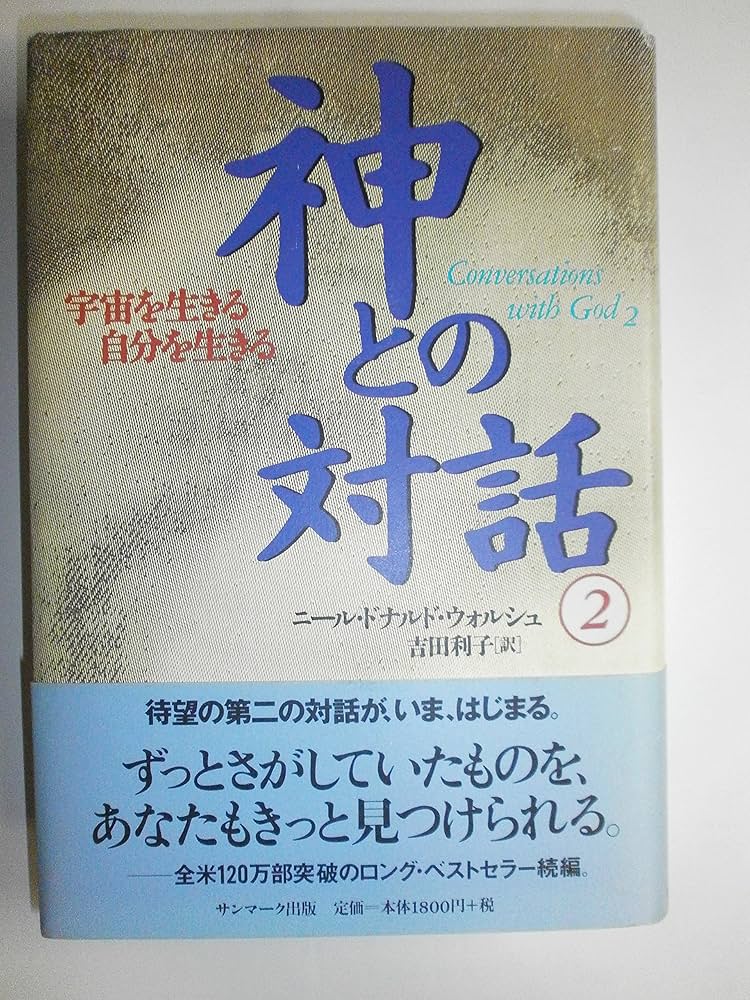 神
との
対話
Conversations
with God 2
宇宙を生きる
自分を生きる
ニール・ドナルド・ウォルシュ
吉田利子[訳]
2
待望の第二の対話が、いま、はじまる。
ずっとさがしていたものを、
あなたもきっと見つけられる。
——全米120万部突破のロング・ベストセラー続編。
サンマーク出版 定価=本体1800円+税